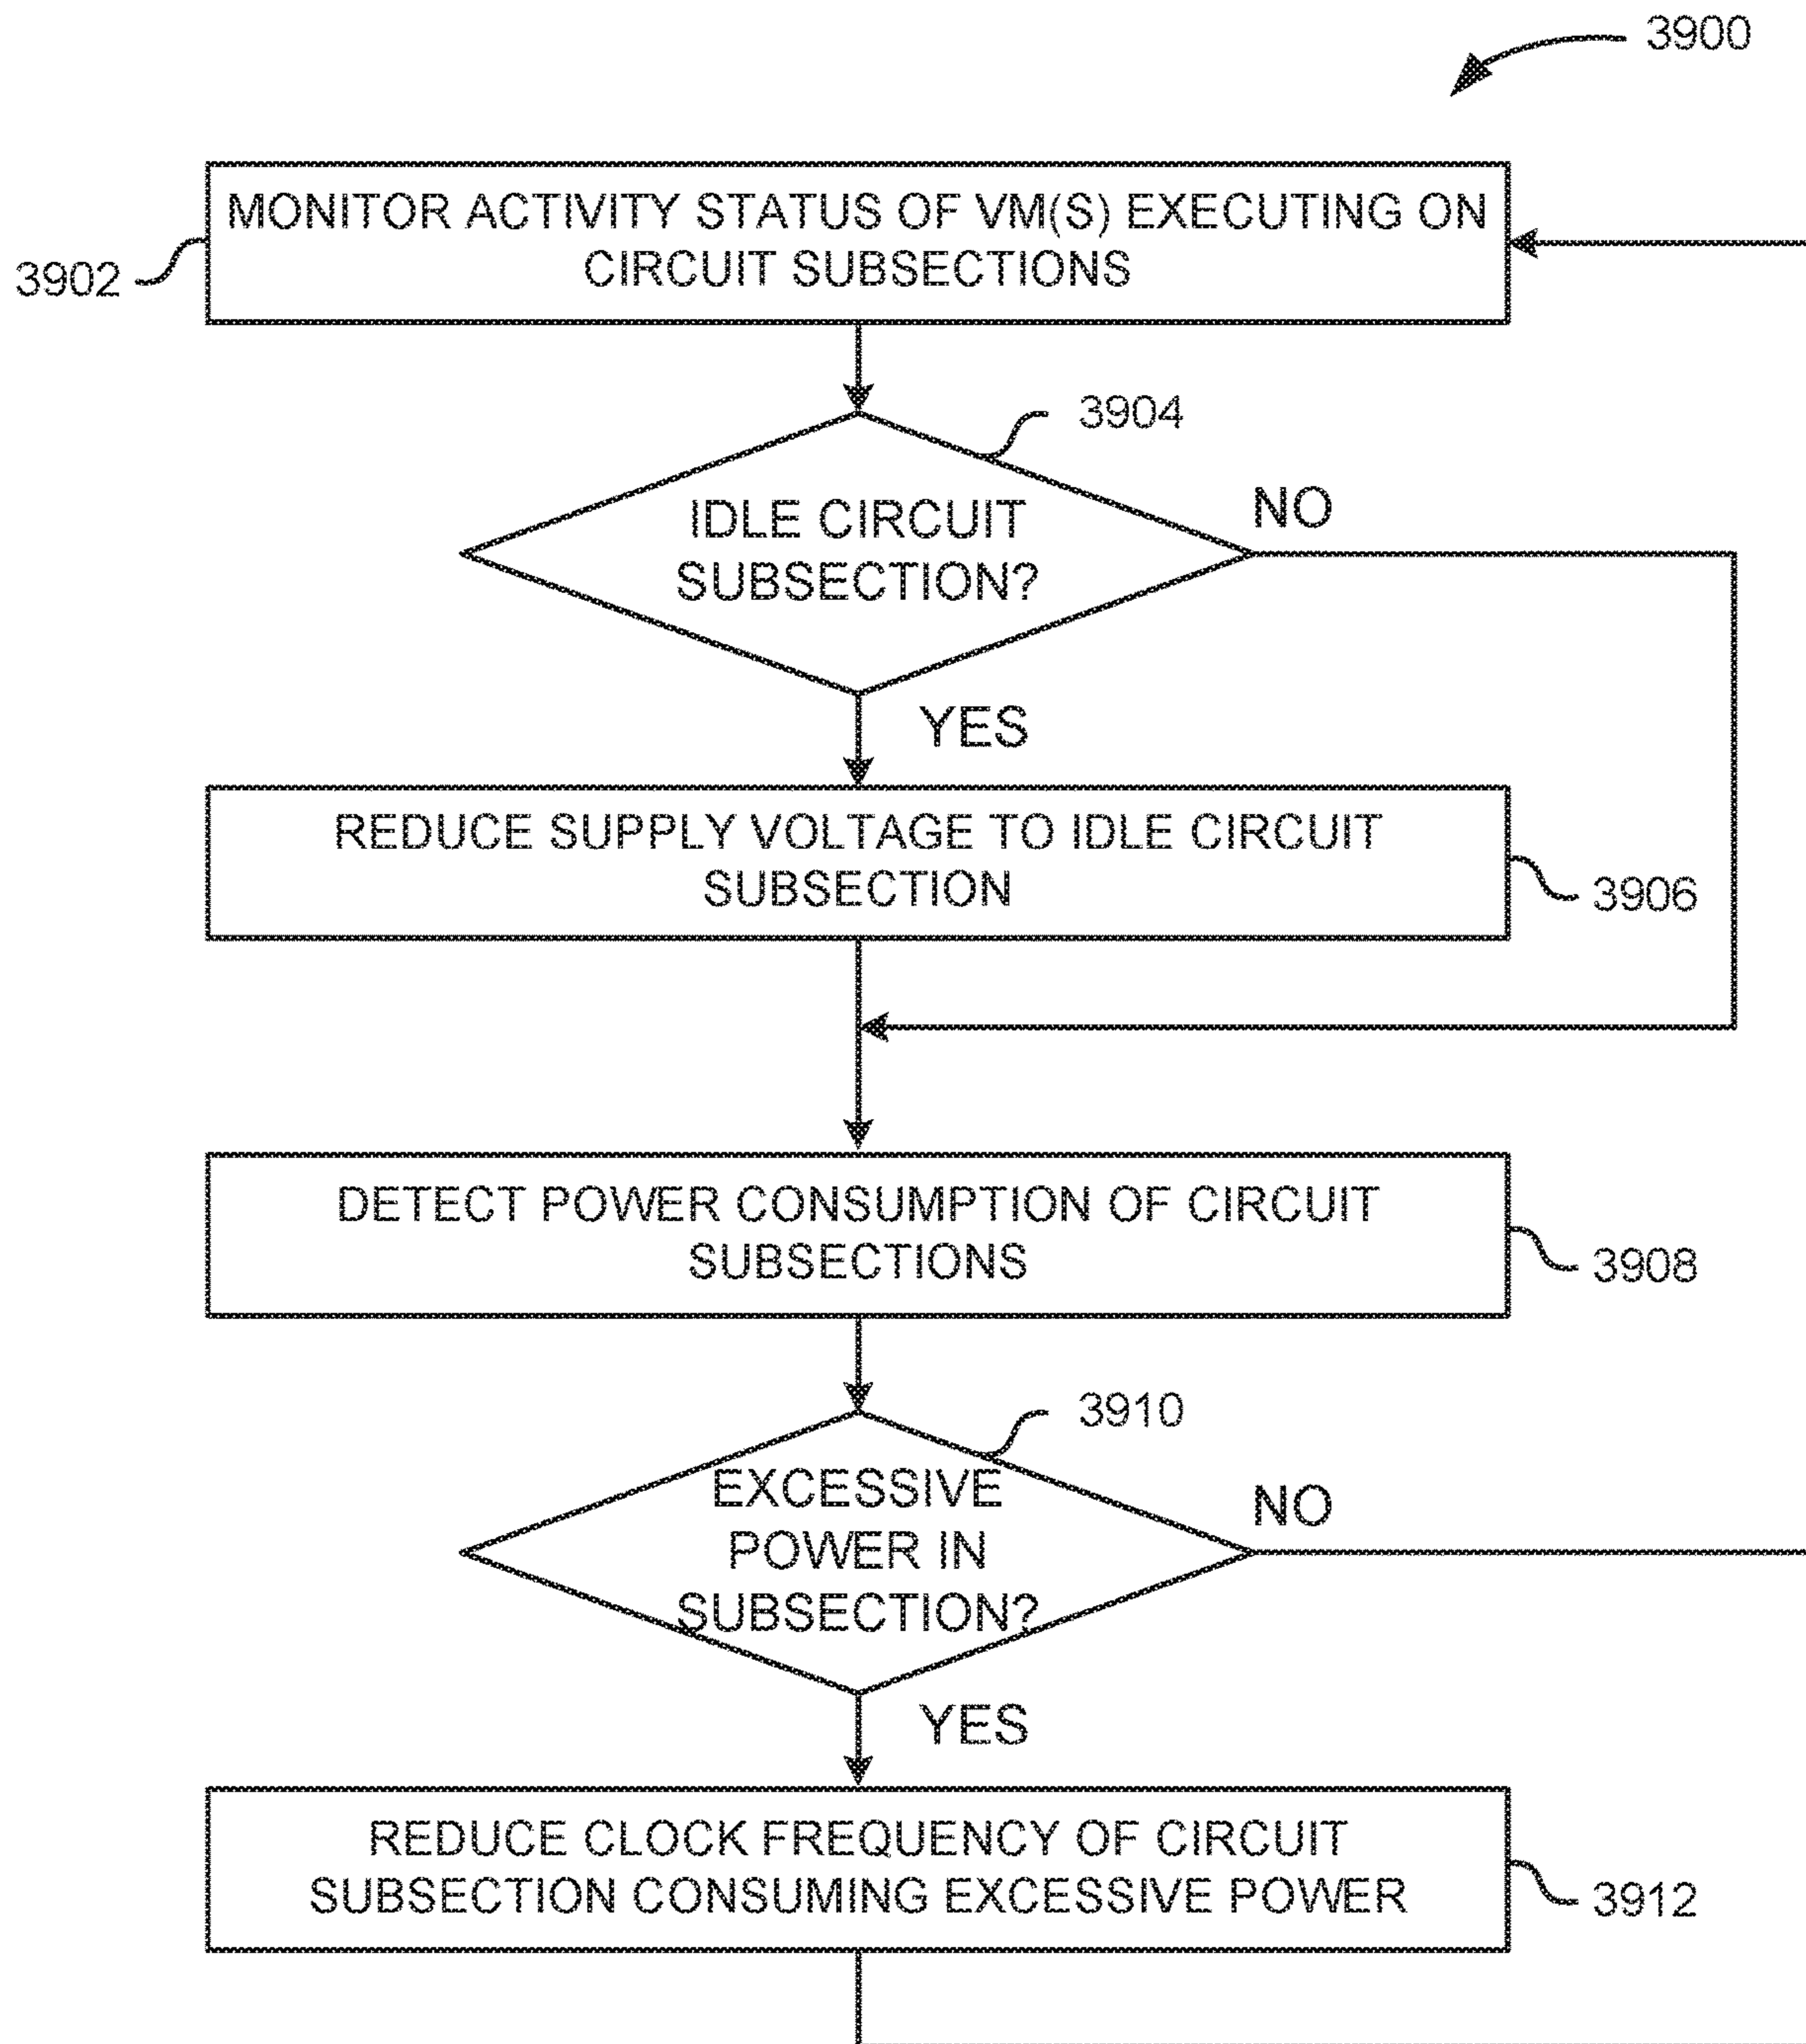 3900
MONITOR ACTIVITY STATUS OF VM(S) EXECUTING ON
CIRCUIT SUBSECTIONS
3902
3904
IDLE CIRCUIT
SUBSECTION?
NO
YES
REDUCE SUPPLY VOLTAGE TO IDLE CIRCUIT
SUBSECTION
3906
DETECT POWER CONSUMPTION OF CIRCUIT
SUBSECTIONS
3908
3910
EXCESSIVE
POWER IN
SUBSECTION?
NO
YES
REDUCE CLOCK FREQUENCY OF CIRCUIT
SUBSECTION CONSUMING EXCESSIVE POWER
3912